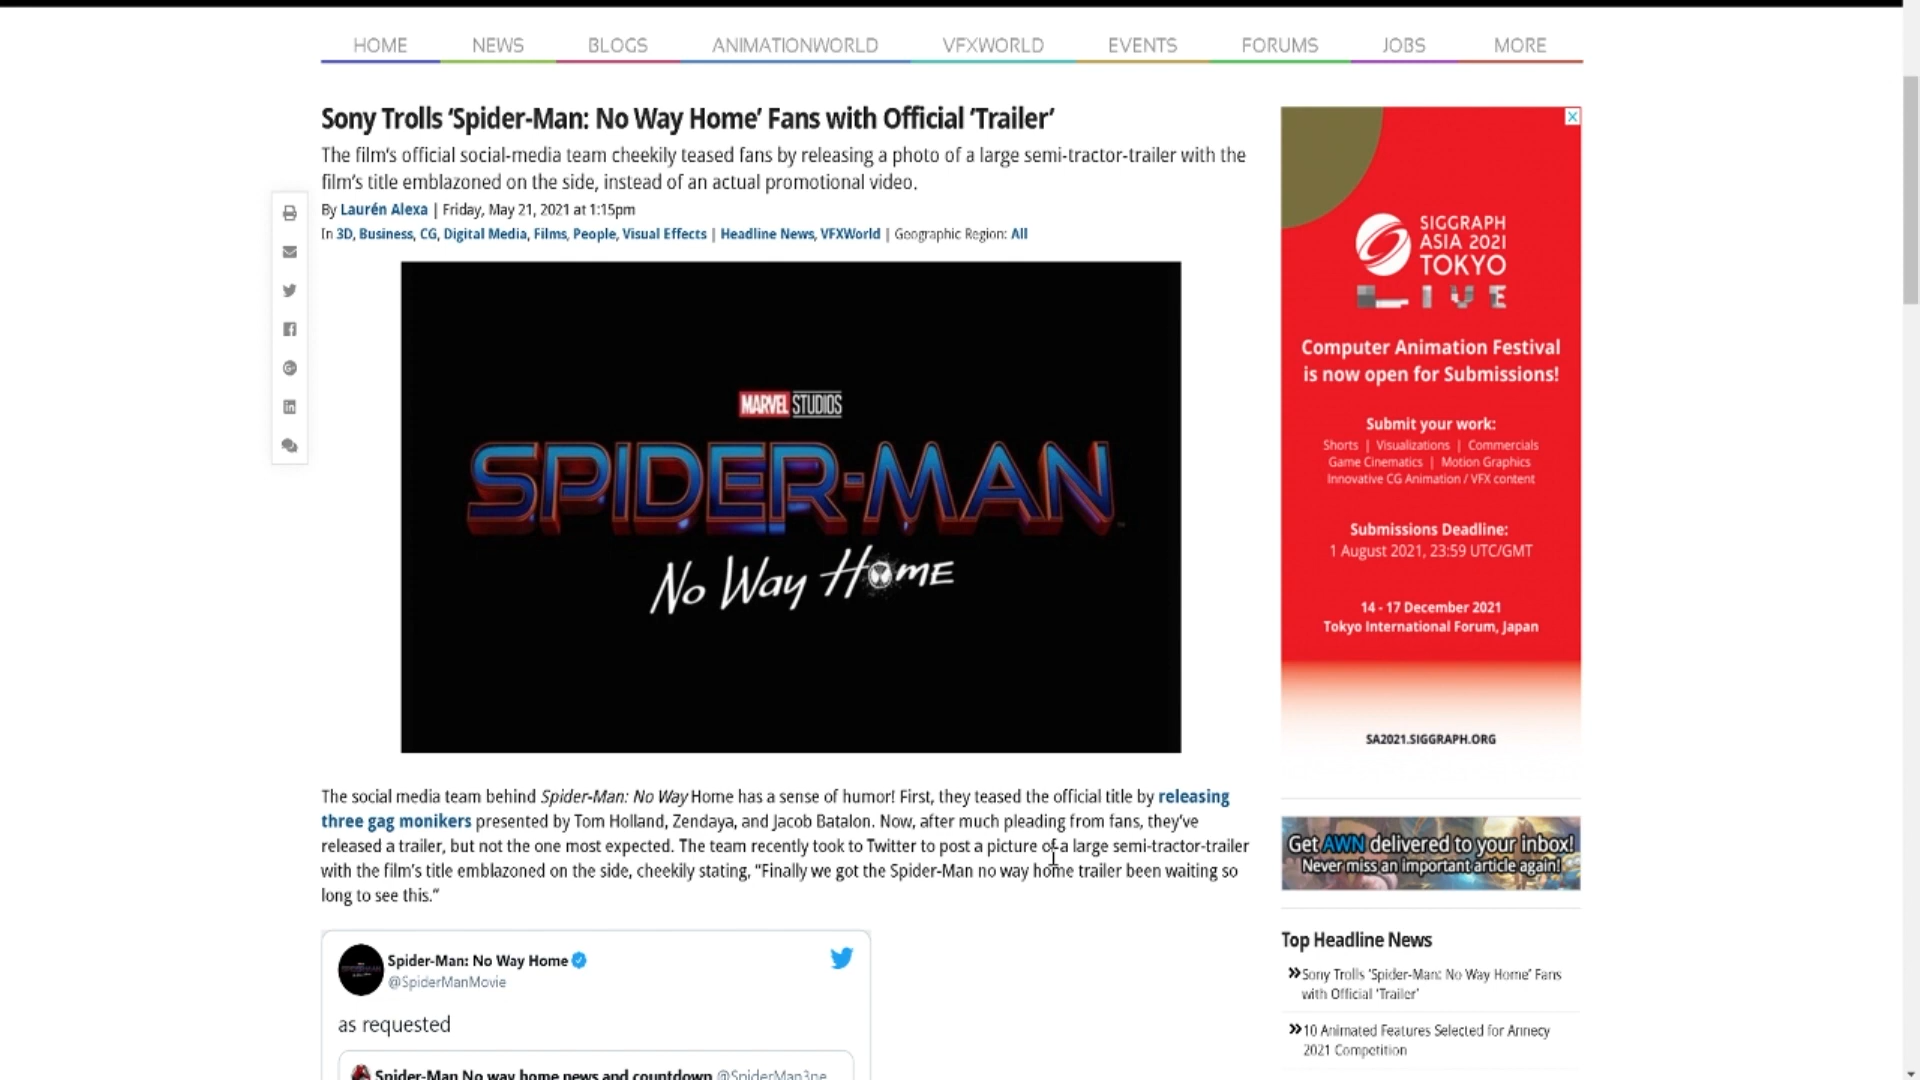 HOME NEWS BLOGS ANIMATIONWORLD VFXWORLD EVENTS FORUMS JOBS MORE
Sony Trolls ‘Spider-Man: No Way Home’ Fans with Official ‘Trailer’
The film’s official social-media team cheekily teased fans by releasing a photo of a large semi-tractor-trailer with the
film’s title emblazoned on the side, instead of an actual promotional video.
By Laurén Alexa | Friday, May 21, 2021 at 1:15pm
In 3D, Business, CG, Digital Media, Films, People, Visual Effects | Headline News, VFXWorld | Geographic Region: All
MARVEL STUDIOS
SPIDER-MAN
No Way Home
The social media team behind Spider-Man: No Way Home has a sense of humor! First, they teased the official title by releasing
three gag monikers presented by Tom Holland, Zendaya, and Jacob Batalon. Now, after much pleading from fans, they’ve
released a trailer, but not the one most expected. The team recently took to Twitter to post a picture of a large semi-tractor-trailer
with the film’s title emblazoned on the side, cheekily stating, “Finally we got the Spider-Man no way home trailer been waiting so
long to see this.”
Spider-Man: No Way Home
@SpiderManMovie
as requested
Spider-Man No way home news and countdown @SpiderMan3ne
SIGGRAPH
ASIA 2021
TOKYO
LIVE
Computer Animation Festival
is now open for Submissions!
Submit your work:
Shorts | Visualizations | Commercials
Game Cinematics | Motion Graphics
Innovative CG Animation / VFX content
Submissions Deadline:
1 August 2021, 23:59 UTC/GMT
14 - 17 December 2021
Tokyo International Forum, Japan
SA2021.SIGGRAPH.ORG
Get AWN delivered to your inbox!
Never miss an important article again!
Top Headline News
Sony Trolls ‘Spider-Man: No Way Home’ Fans
with Official ‘Trailer’
10 Animated Features Selected for Annecy
2021 Competition